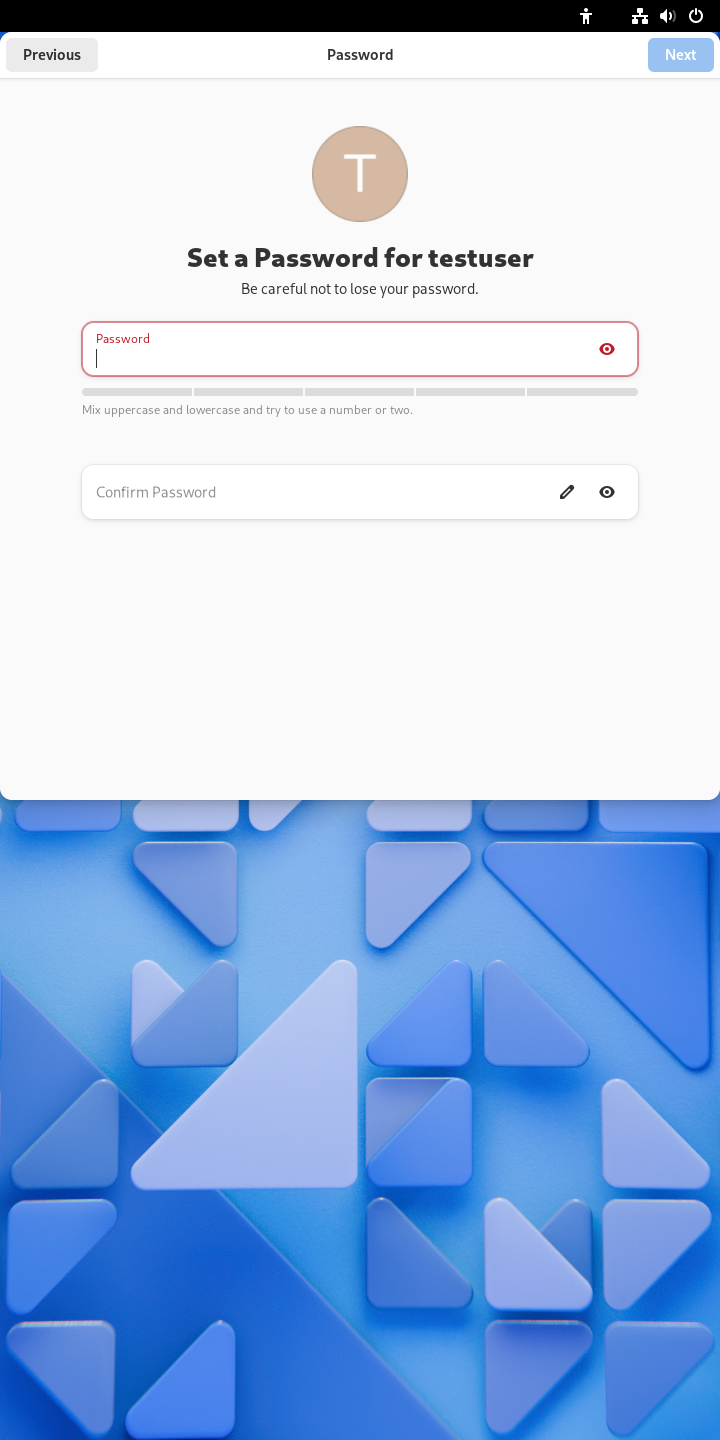 Previous
Password
Next
T
Set a Password for testuser
Be careful not to lose your password.
Password
Mix uppercase and lowercase and try to use a number or two.
Confirm Password